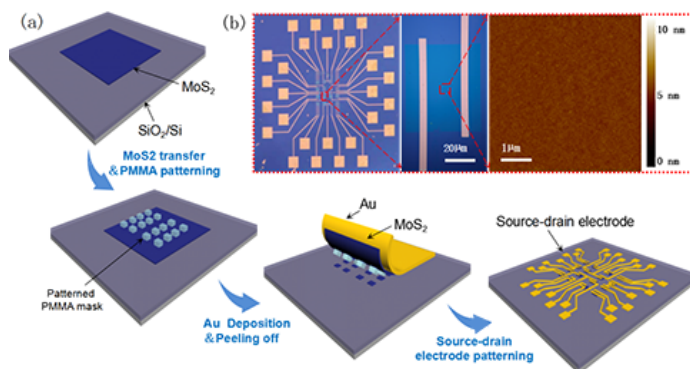 (a)
MoS2
SiO2/Si
MoS2 transfer
&PMMA patterning
Patterned
PMMA mask
Au Deposition
&Peeling off
Au
MoS2
Source-drain
electrode patterning
Source-drain electrode
(b)
20μm
1μm
10 nm
5 nm
0 nm